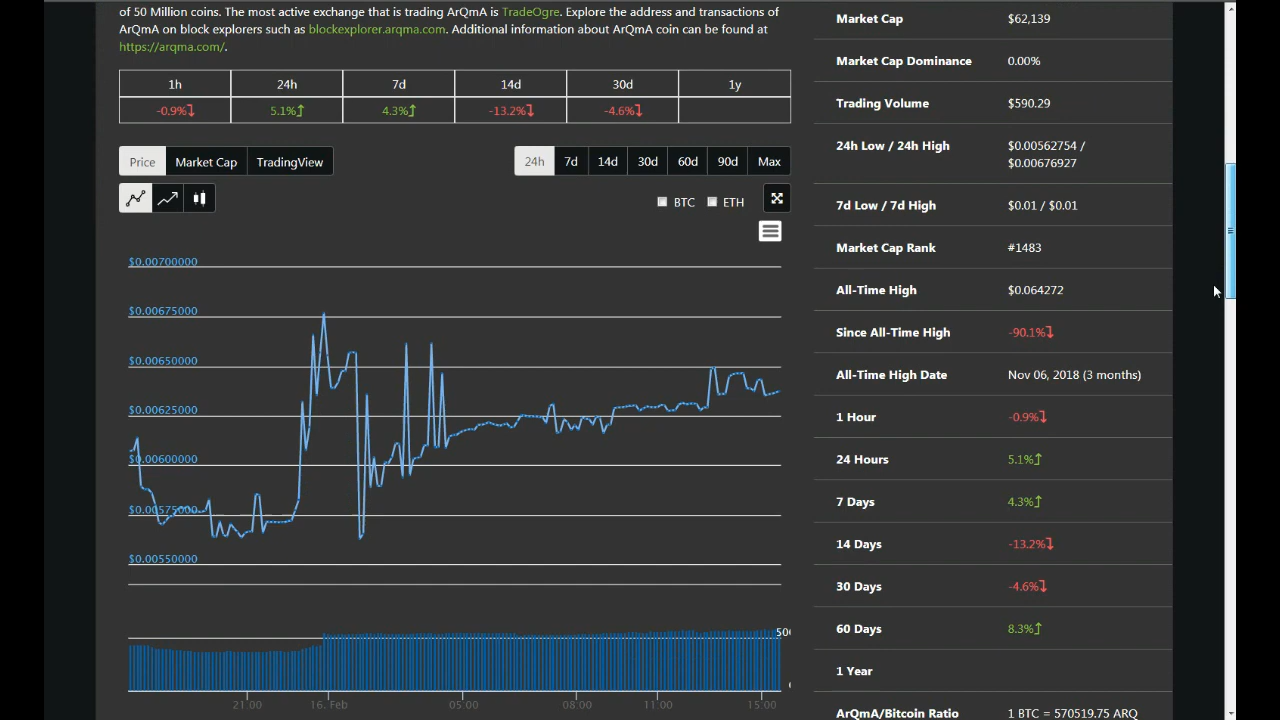 of 50 Million coins. The most active exchange that is trading ArQmA is TradeOgre. Explore the address and transactions of
ArQmA on block explorers such as blockexplorer.arqma.com. Additional information about ArQmA coin can be found at
https://arqma.com/.
1h 24h 7d 14d 30d 1y
-0.9% 5.1% 4.3% -13.2% -4.6%
Price Market Cap TradingView
24h 7d 14d 30d 60d 90d Max
BTC ETH
$0.00700000
$0.00675000
$0.00650000
$0.00625000
$0.00600000
$0.00575000
$0.00550000
50
0
21:00 16. Feb 05:00 08:00 11:00 15:00
Market Cap $62,139
Market Cap Dominance 0.00%
Trading Volume $590.29
24h Low / 24h High $0.00562754 /
$0.00676927
7d Low / 7d High $0.01 / $0.01
Market Cap Rank #1483
All-Time High $0.064272
Since All-Time High -90.1%
All-Time High Date Nov 06, 2018 (3 months)
1 Hour -0.9%
24 Hours 5.1%
7 Days 4.3%
14 Days -13.2%
30 Days -4.6%
60 Days 8.3%
1 Year
ArQmA/Bitcoin Ratio 1 BTC = 570519.75 ARQ